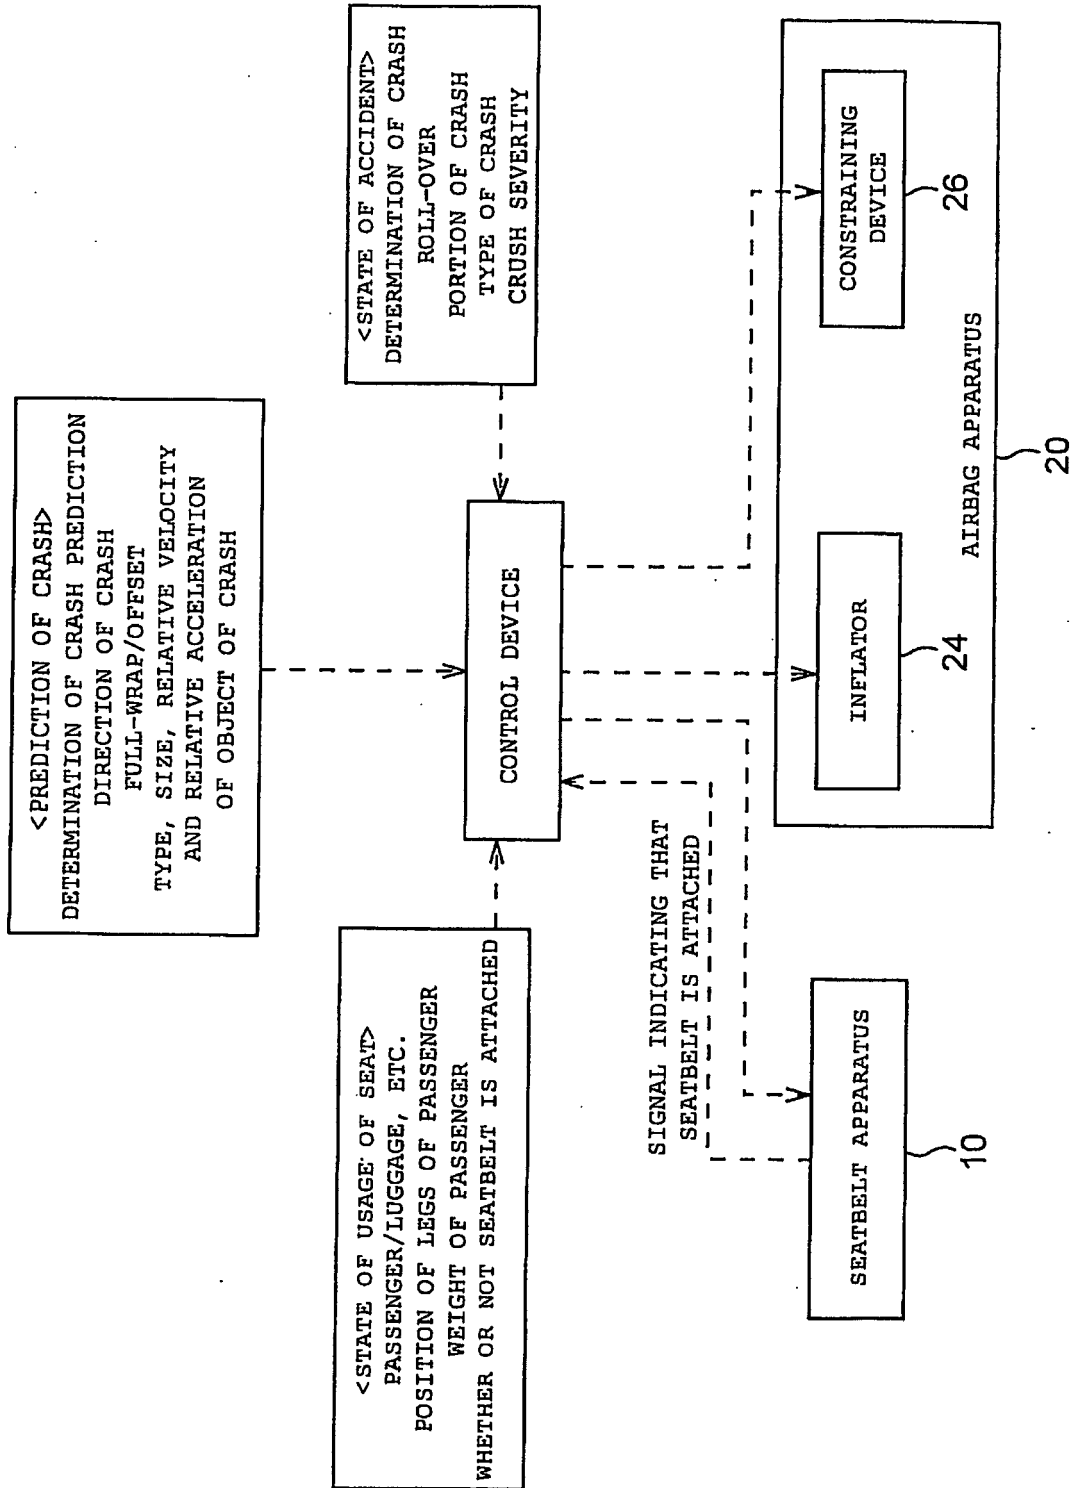 <PREDICTION OF CRASH>
DETERMINATION OF CRASH PREDICTION
DIRECTION OF CRASH
FULL-WRAP/OFFSET
TYPE, SIZE, RELATIVE VELOCITY
AND RELATIVE ACCELERATION
OF OBJECT OF CRASH
<STATE OF USAGE OF SEAT>
PASSENGER/LUGGAGE, ETC.
POSITION OF LEGS OF PASSENGER
WEIGHT OF PASSENGER
WHETHER OR NOT SEATBELT IS ATTACHED
<STATE OF ACCIDENT>
DETERMINATION OF CRASH
ROLL-OVER
PORTION OF CRASH
TYPE OF CRASH
CRUSH SEVERITY
CONTROL DEVICE
SIGNAL INDICATING THAT
SEATBELT IS ATTACHED
SEATBELT APPARATUS
10
INFLATOR
24
CONSTRAINING
DEVICE
26
AIRBAG APPARATUS
20